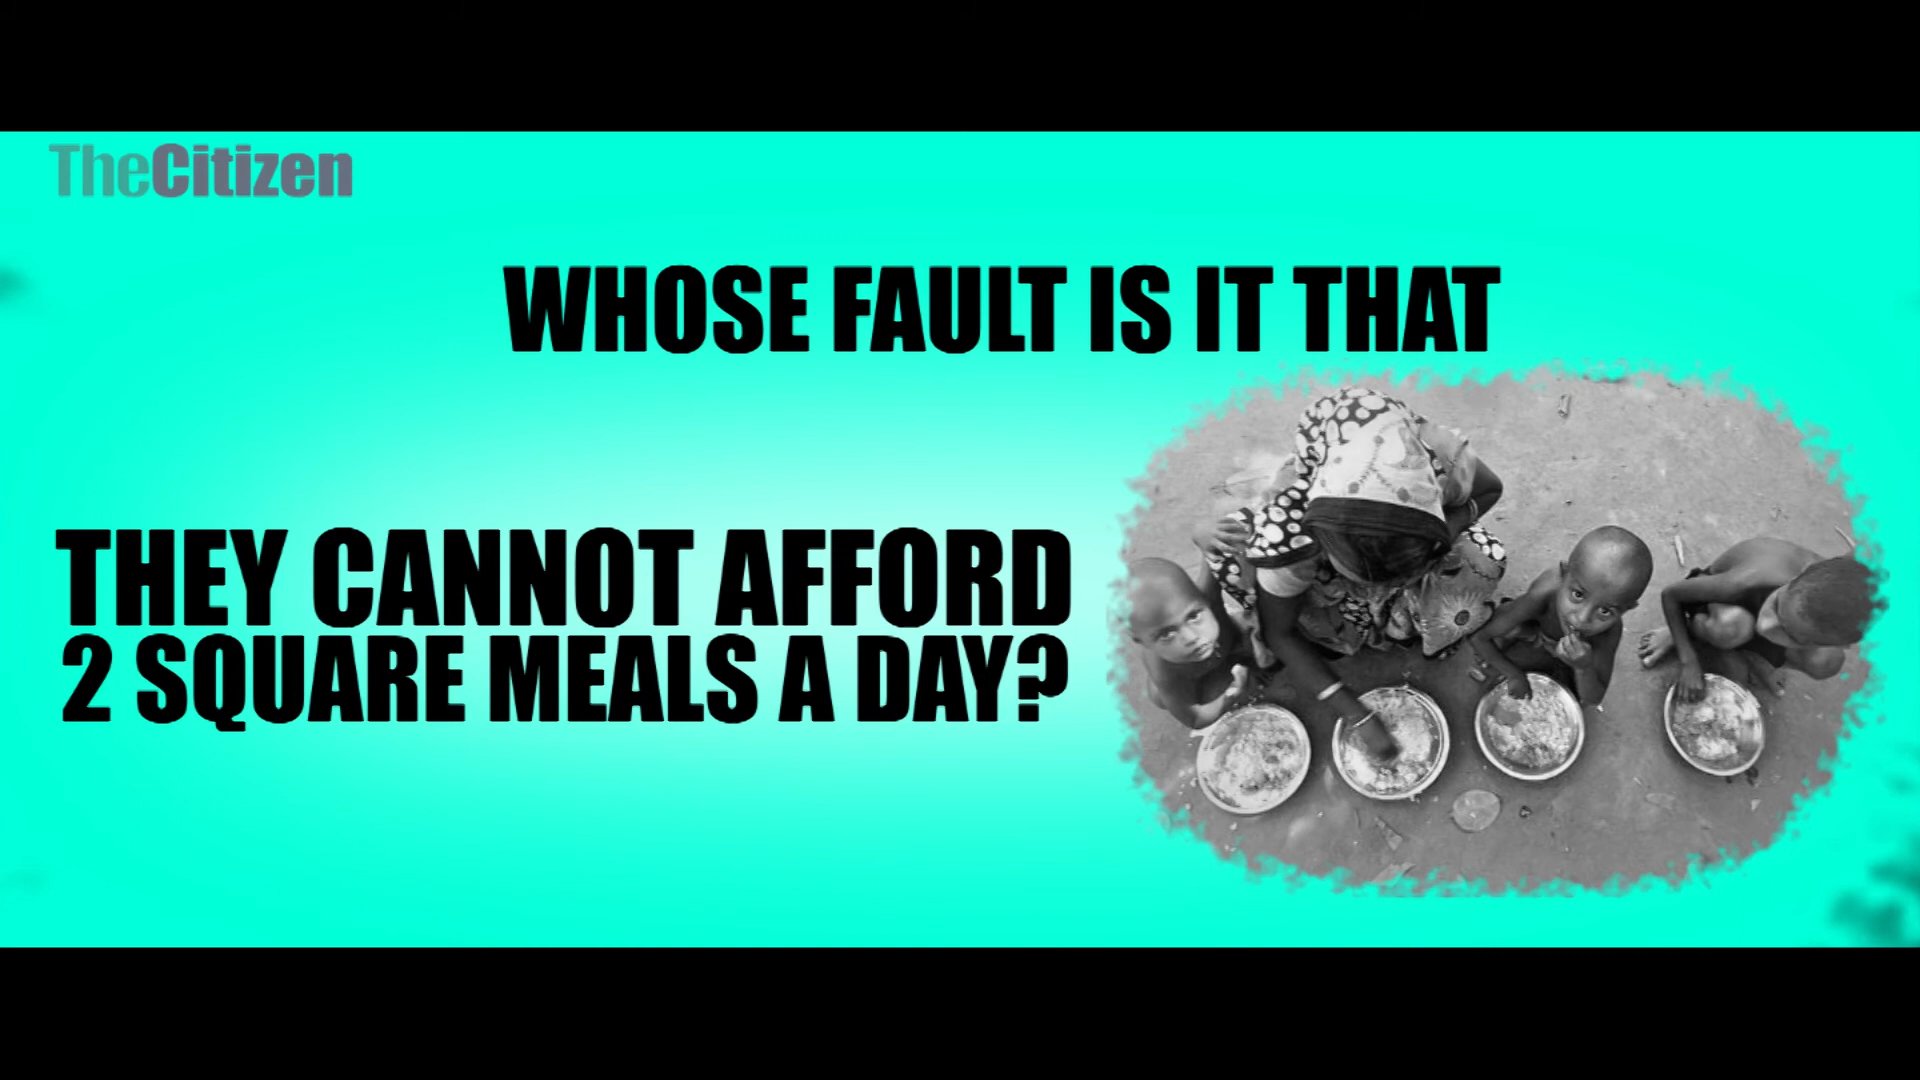 TheCitizen
WHOSE FAULT IS IT THAT
THEY CANNOT AFFORD
2 SQUARE MEALS A DAY?